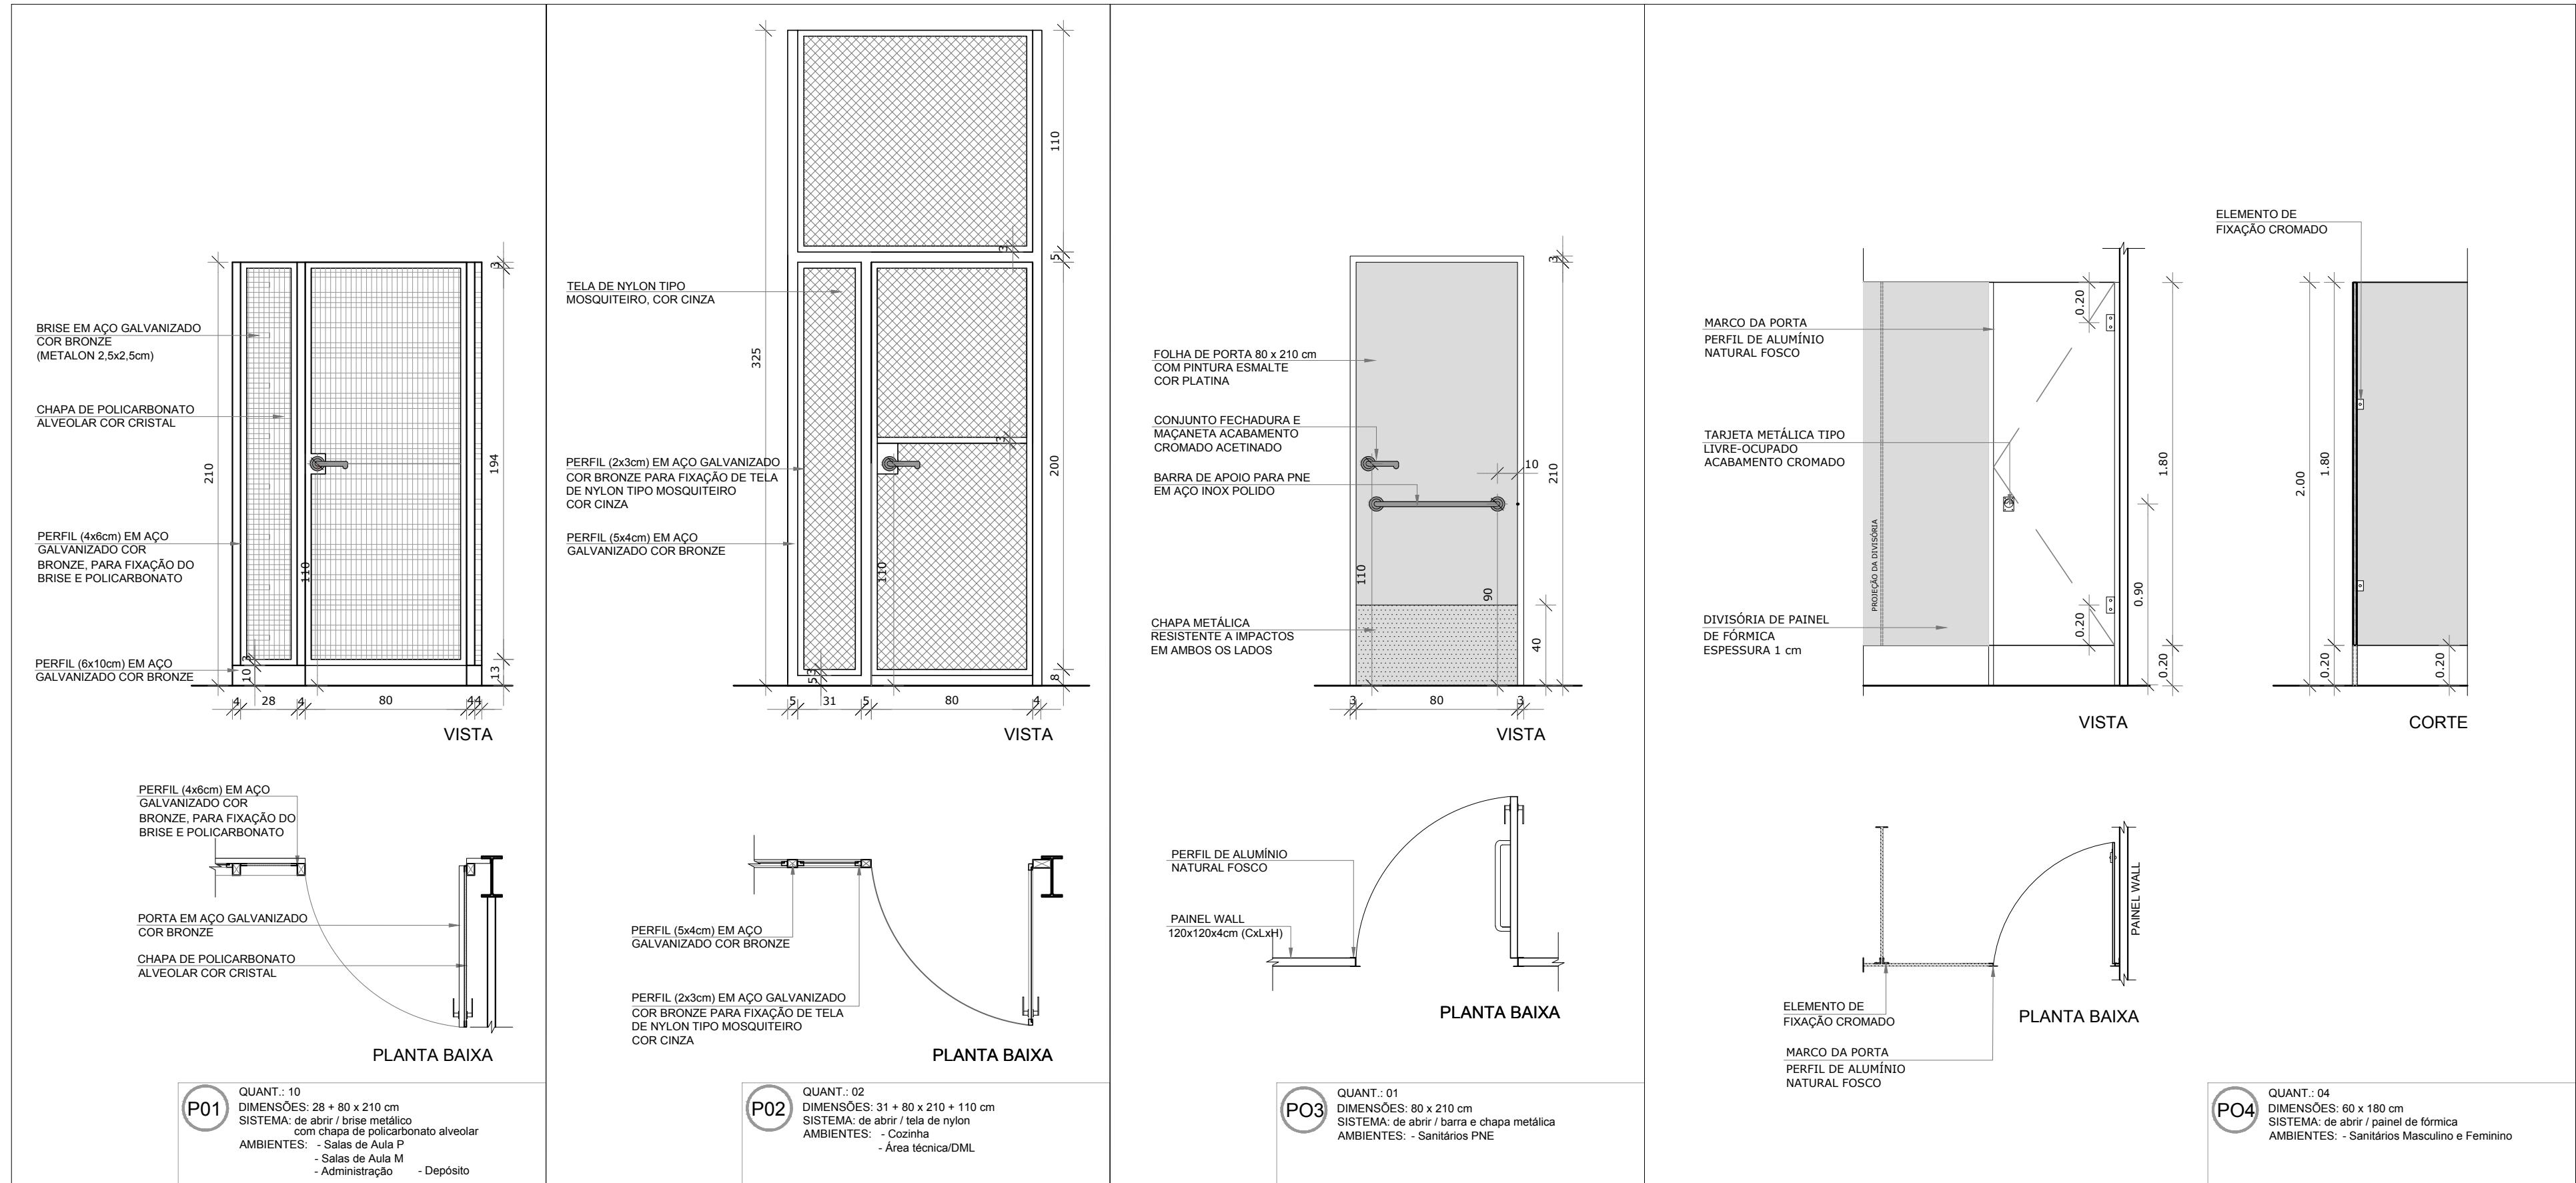 BRISE EM AÇO GALVANIZADO
COR BRONZE
(METALON 2,5x2,5cm)
CHAPA DE POLICARBONATO
ALVEOLAR COR CRISTAL
PERFIL (4x6cm) EM AÇO
GALVANIZADO COR
BRONZE, PARA FIXAÇÃO DO
BRISE E POLICARBONATO
PERFIL (6x10cm) EM AÇO
GALVANIZADO COR BRONZE
210
110
3
10
3
194
13
4 28 4 80 4 4
VISTA
PERFIL (4x6cm) EM AÇO
GALVANIZADO COR
BRONZE, PARA FIXAÇÃO DO
BRISE E POLICARBONATO
PORTA EM AÇO GALVANIZADO
COR BRONZE
CHAPA DE POLICARBONATO
ALVEOLAR COR CRISTAL
PLANTA BAIXA
P01
QUANT.: 10
DIMENSÕES: 28 + 80 x 210 cm
SISTEMA: de abrir / brise metálico
com chapa de policarbonato alveolar
AMBIENTES: - Salas de Aula P
- Salas de Aula M
- Administração - Depósito
TELA DE NYLON TIPO
MOSQUITEIRO, COR CINZA
PERFIL (2x3cm) EM AÇO GALVANIZADO
COR BRONZE PARA FIXAÇÃO DE TELA
DE NYLON TIPO MOSQUITEIRO
COR CINZA
PERFIL (5x4cm) EM AÇO
GALVANIZADO COR BRONZE
325
110
3
5
3
200
110
5
3
8
5 31 5 80 4
VISTA
PERFIL (5x4cm) EM AÇO
GALVANIZADO COR BRONZE
PERFIL (2x3cm) EM AÇO GALVANIZADO
COR BRONZE PARA FIXAÇÃO DE TELA
DE NYLON TIPO MOSQUITEIRO
COR CINZA
PLANTA BAIXA
P02
QUANT.: 02
DIMENSÕES: 31 + 80 x 210 + 110 cm
SISTEMA: de abrir / tela de nylon
AMBIENTES: - Cozinha
- Área técnica/DML
FOLHA DE PORTA 80 x 210 cm
COM PINTURA ESMALTE
COR PLATINA
CONJUNTO FECHADURA E
MAÇANETA ACABAMENTO
CROMADO ACETINADO
BARRA DE APOIO PARA PNE
EM AÇO INOX POLIDO
CHAPA METÁLICA
RESISTENTE A IMPACTOS
EM AMBOS OS LADOS
3
10
210
110
90
40
3 80 3
VISTA
PERFIL DE ALUMÍNIO
NATURAL FOSCO
PAINEL WALL
120x120x4cm (CxLxH)
PLANTA BAIXA
PO3
QUANT.: 01
DIMENSÕES: 80 x 210 cm
SISTEMA: de abrir / barra e chapa metálica
AMBIENTES: - Sanitários PNE
MARCO DA PORTA
PERFIL DE ALUMÍNIO
NATURAL FOSCO
TARJETA METÁLICA TIPO
LIVRE-OCUPADO
ACABAMENTO CROMADO
DIVISÓRIA DE PAINEL
DE FÓRMICA
ESPESSURA 1 cm
PROJEÇÃO DA DIVISÓRIA
0.20
0.20
1.80
0.90
0.20
VISTA
ELEMENTO DE
FIXAÇÃO CROMADO
2.00
1.80
0.20
0.20
CORTE
PAINEL WALL
ELEMENTO DE
FIXAÇÃO CROMADO
MARCO DA PORTA
PERFIL DE ALUMÍNIO
NATURAL FOSCO
PLANTA BAIXA
PO4
QUANT.: 04
DIMENSÕES: 60 x 180 cm
SISTEMA: de abrir / painel de fórmica
AMBIENTES: - Sanitários Masculino e Feminino